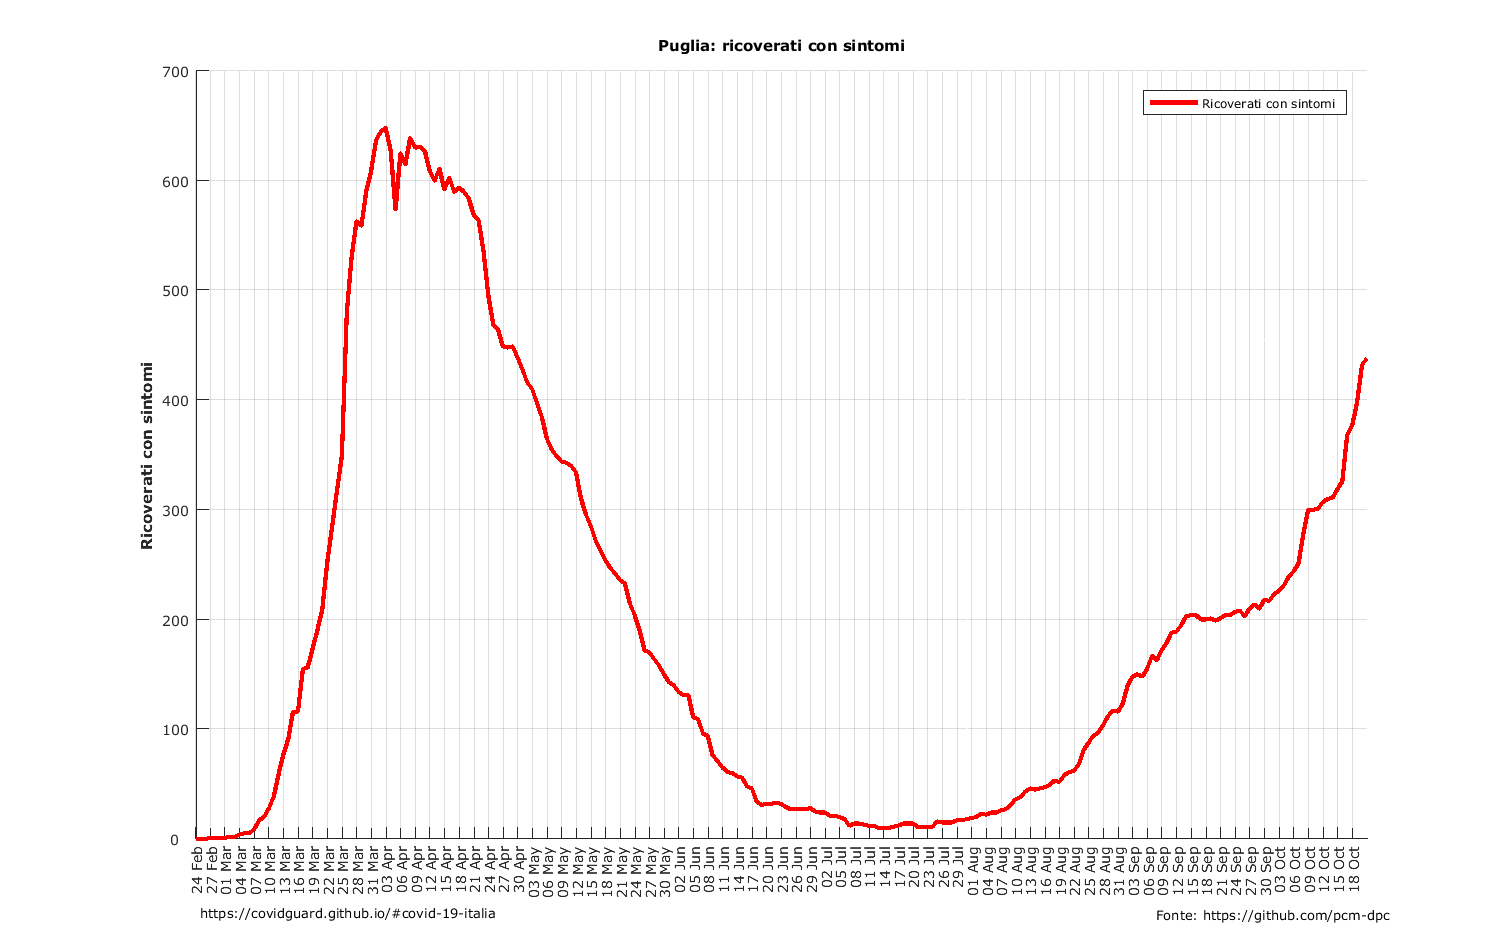 Puglia: ricoverati con sintomi
Ricoverati con sintomi
Ricoverati con sintomi
700
600
500
400
300
200
100
0
24 Feb
27 Feb
01 Mar
04 Mar
07 Mar
10 Mar
13 Mar
16 Mar
19 Mar
22 Mar
25 Mar
28 Mar
31 Mar
03 Apr
06 Apr
09 Apr
12 Apr
15 Apr
18 Apr
21 Apr
24 Apr
27 Apr
30 Apr
03 May
06 May
09 May
12 May
15 May
18 May
21 May
24 May
27 May
30 May
02 Jun
05 Jun
08 Jun
11 Jun
14 Jun
17 Jun
20 Jun
23 Jun
26 Jun
29 Jun
02 Jul
05 Jul
08 Jul
11 Jul
14 Jul
17 Jul
20 Jul
23 Jul
26 Jul
29 Jul
01 Aug
04 Aug
07 Aug
10 Aug
13 Aug
16 Aug
19 Aug
22 Aug
25 Aug
28 Aug
31 Aug
03 Sep
06 Sep
09 Sep
12 Sep
15 Sep
18 Sep
21 Sep
24 Sep
27 Sep
30 Sep
03 Oct
06 Oct
09 Oct
12 Oct
15 Oct
18 Oct
https://covidguard.github.io/#covid-19-italia
Fonte: https://github.com/pcm-dpc